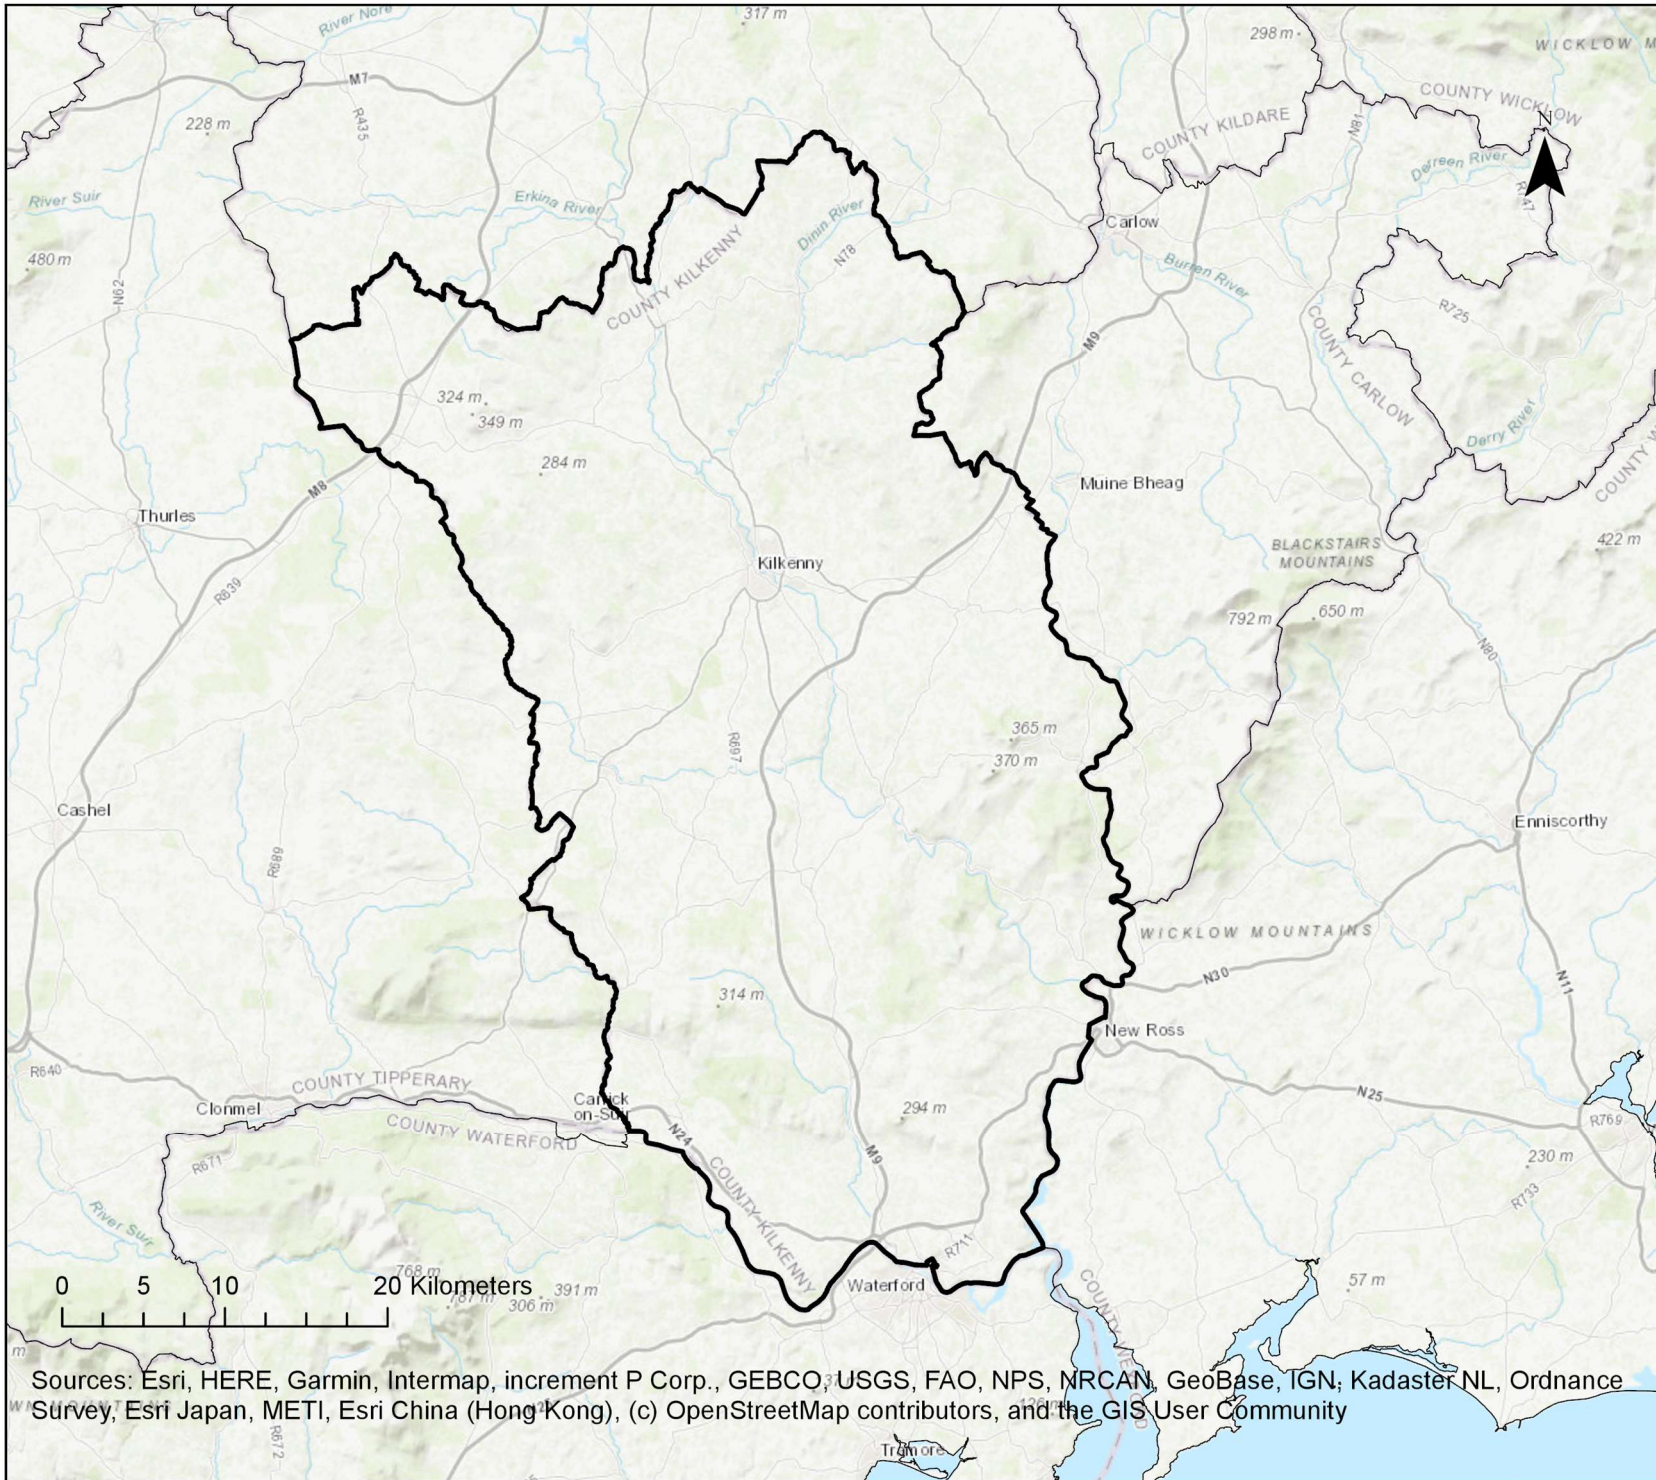 317 m
River Nore
298 m
WICKLOW M
M7
COUNTY WICKLOW
R435
228 m
COUNTY KILDARE
N81
N
Derreen River
River Suir
Erkina River
R747
Dinin River
Carlow
COUNTY KILKENNY
N78
480 m
Burren River
N62
R725
M9
COUNTY CARLOW
324 m
349 m
Derry River
COUNTY W
284 m
M8
Muine Bheag
Thurles
422 m
BLACKSTAIRS
MOUNTAINS
Kilkenny
R639
792 m
650 m
N80
365 m
R697
370 m
Cashel
Enniscorthy
R689
WICKLOW MOUNTAINS
N30
N11
314 m
New Ross
R640
COUNTY TIPPERARY
N25
Carrick
on-Suir
Clonmel
294 m
R769
COUNTY WATERFORD
N24
M9
R671
230 m
COUNTY KILKENNY
R733
River Suir
R711
768 m
57 m
0 5 10 20 Kilometers
391 m
Waterford
787 m
306 m
COUNTY WEXFORD
m
Sources: Esri, HERE, Garmin, Intermap, increment P Corp., GEBCO, USGS, FAO, NPS, NRCAN, GeoBase, IGN, Kadaster NL, Ordnance
Survey, Esri Japan, METI, Esri China (Hong Kong), (c) OpenStreetMap contributors, and the GIS User Community
WN MOUNTAINS
R672
Tramore